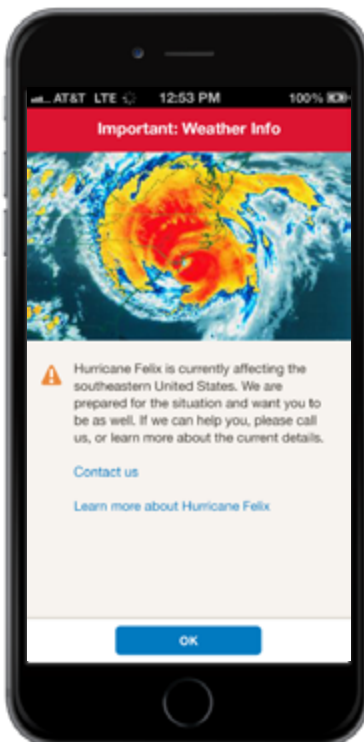 AT&T LTE 12:53 PM 100%
Important: Weather Info
Hurricane Felix is currently affecting the
southeastern United States. We are
prepared for the situation and want you to
be as well. If we can help you, please call
us, or learn more about the current details.
Contact us
Learn more about Hurricane Felix
OK